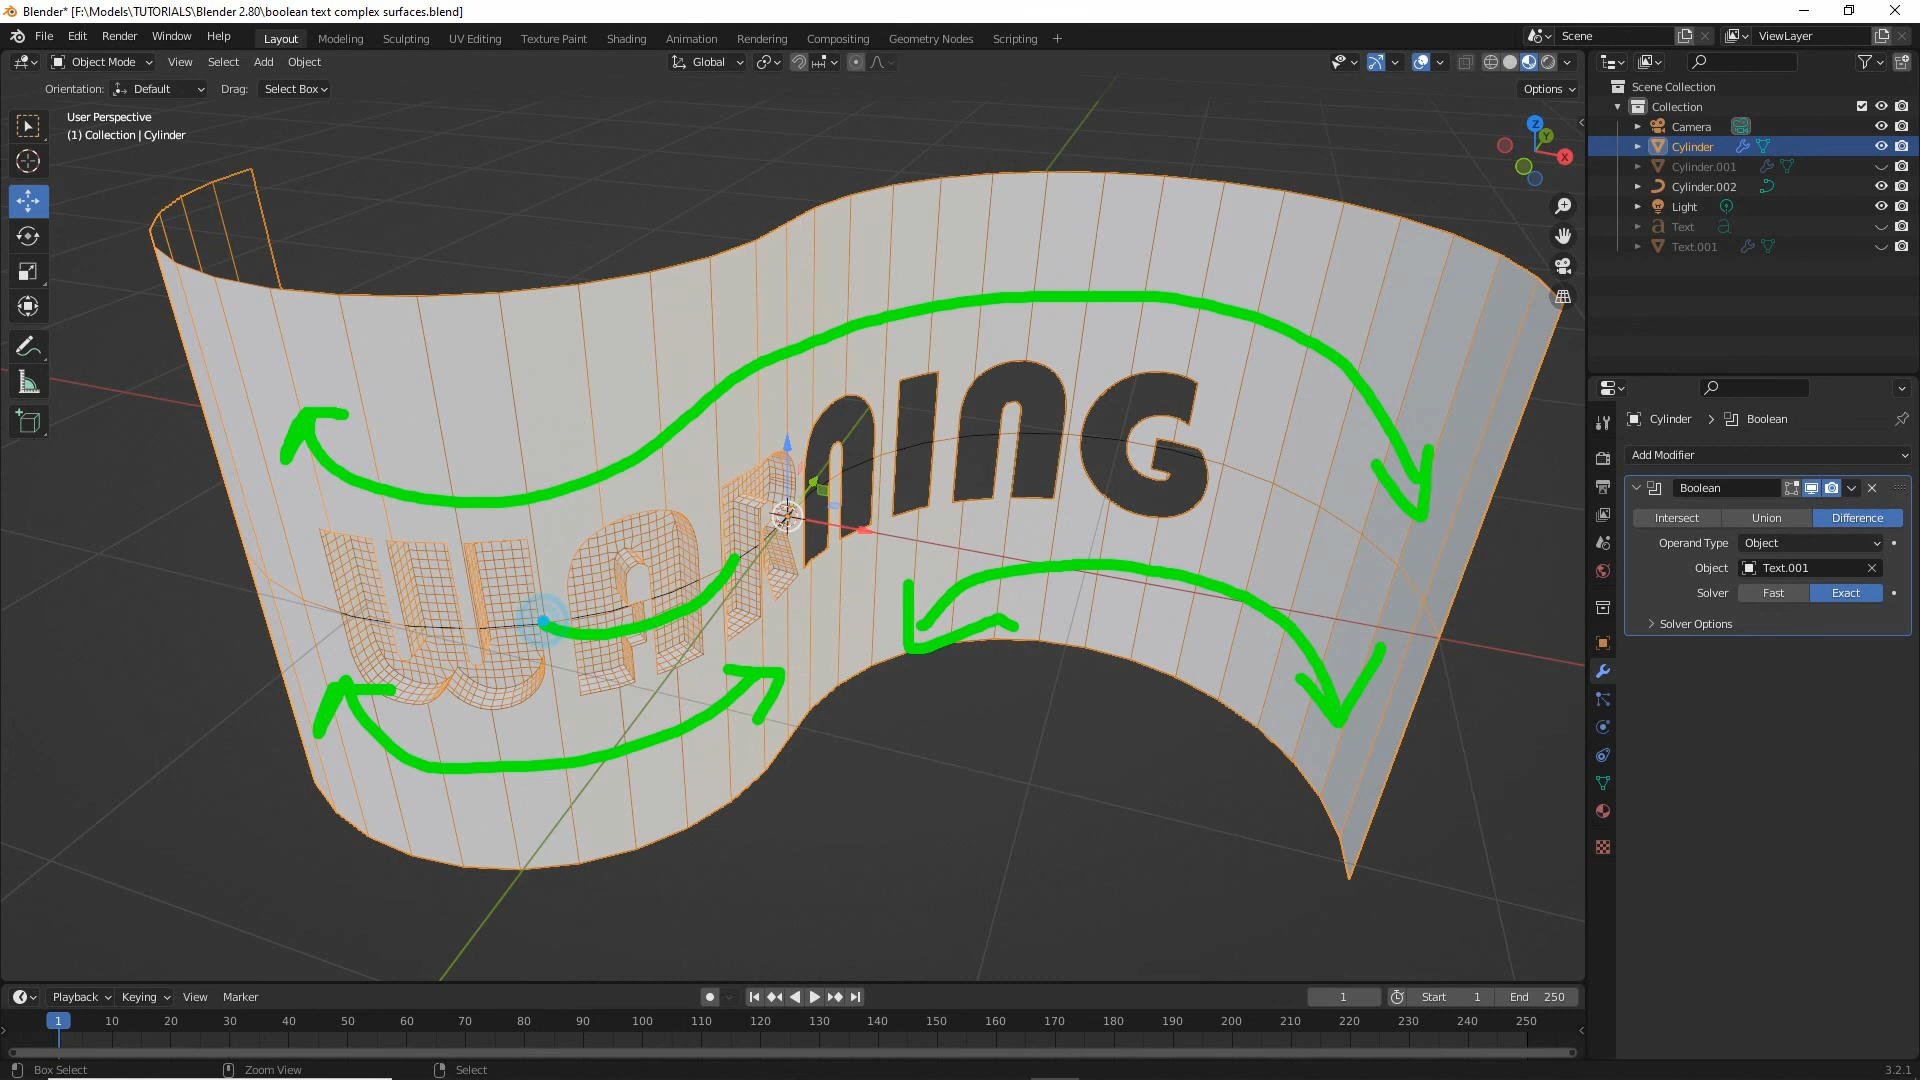 Blender* [F:\Models\TUTORIALS\Blender 2.80\boolean text complex surfaces.blend]
File Edit Render Window Help Layout Modeling Sculpting UV Editing Texture Paint Shading Animation Rendering Compositing Geometry Nodes Scripting + Scene ViewLayer
Object Mode View Select Add Object Global
Orientation: Default Drag: Select Box Options
User Perspective
(1) Collection | Cylinder
Z
Y
X
WARNING
Scene Collection
Collection
Camera
Cylinder
Cylinder.001
Cylinder.002
Light
Text
Text.001
Cylinder > Boolean
Add Modifier
Boolean
Intersect Union Difference
Operand Type Object
Object Text.001
Solver Fast Exact
Solver Options
Playback Keying View Marker 1 Start 1 End 250
1 10 20 30 40 50 60 70 80 90 100 110 120 130 140 150 160 170 180 190 200 210 220 230 240 250
Box Select Zoom View Select 3.2.1